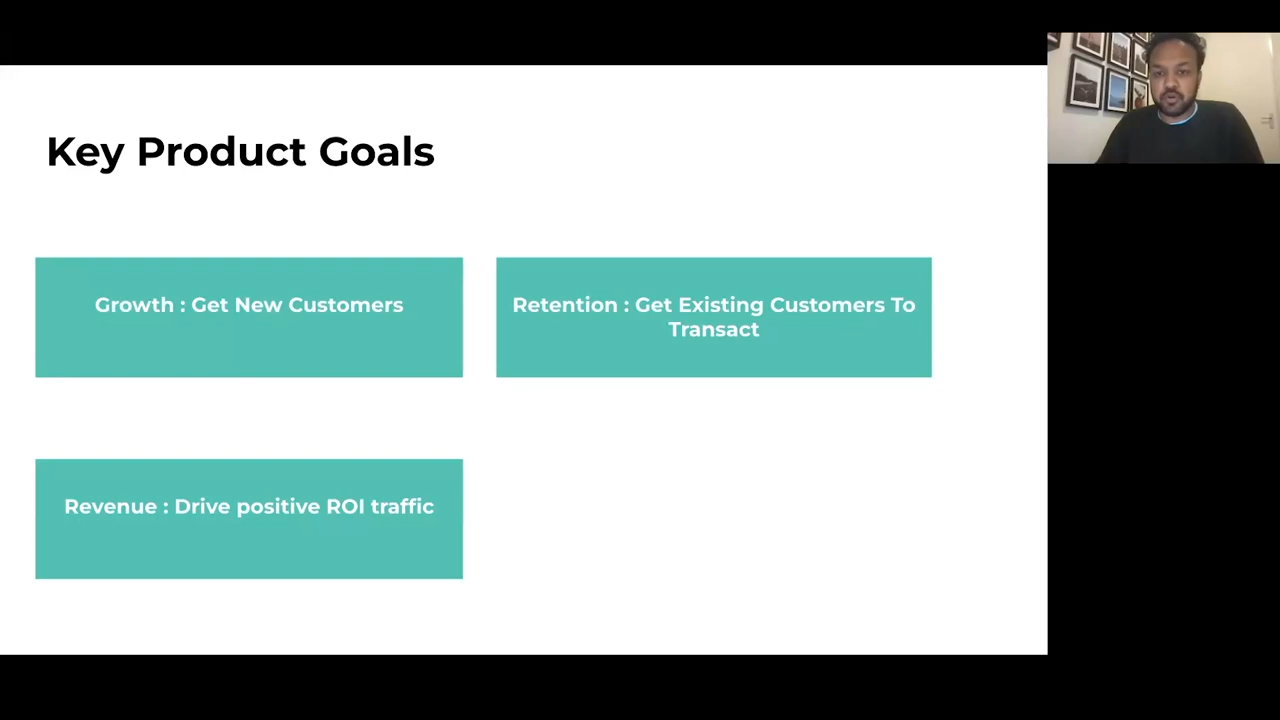 Key Product Goals
Growth : Get New Customers
Retention : Get Existing Customers To
Transact
Revenue : Drive positive ROI traffic